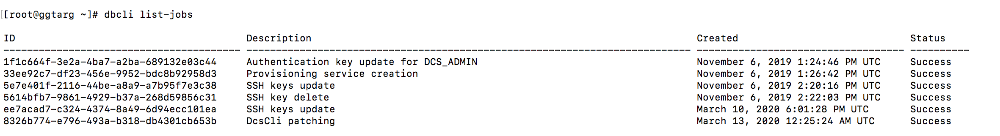 [[root@ggtarg ~]# dbcli list-jobs
ID Description Created Status
---------------------------------------- --------------------------------------------------------------------------- ----------------------------------- ----------
1f1c664f-3e2a-4ba7-a2ba-689132e03c44 Authentication key update for DCS_ADMIN November 6, 2019 1:24:46 PM UTC Success
33ee92c7-df23-456e-9952-bdc8b92958d3 Provisioning service creation November 6, 2019 1:26:42 PM UTC Success
5e7e401f-2116-44be-a8a9-a7b95f7e3c38 SSH keys update November 6, 2019 2:20:16 PM UTC Success
5614bfb7-9861-4929-b37a-268d59856c31 SSH key delete November 6, 2019 2:22:03 PM UTC Success
ee7acad7-c324-4374-8a49-6d94ecc101ea SSH keys update March 10, 2020 6:01:28 PM UTC Success
8326b774-e796-493a-b318-db4301cb653b DcsCli patching March 13, 2020 12:25:24 AM UTC Success